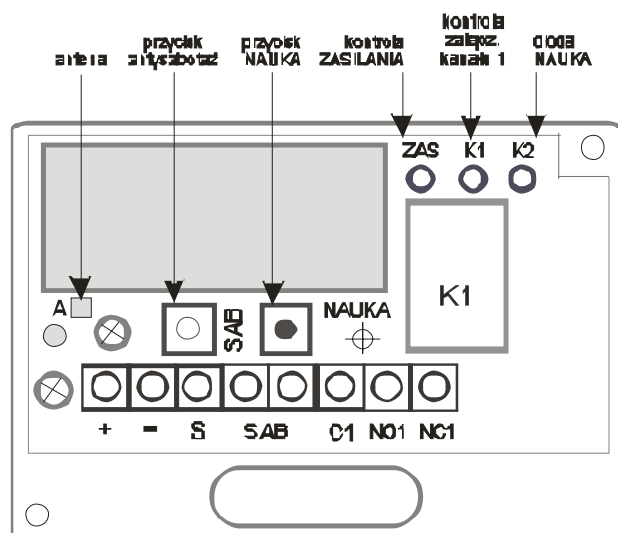 antena
przycisk
antysabotaż
przycisk
NAUKA
kontrola
ZASILANIA
kontrola
załącz.
kanału 1
dioda
NAUKA
ZAS K1 K2
K1
A
SAB
NAUKA
+ - S SAB C1 NO1 NC1